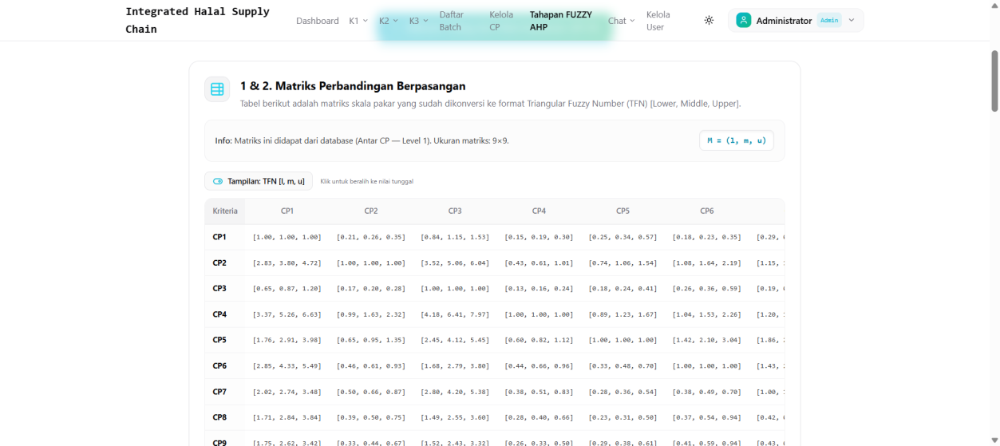 Integrated Halal Supply
Chain
Dashboard K1 K2 K3 Daftar Batch Kelola CP Tahapan FUZZY AHP Chat Kelola User Administrator Admin
1 & 2. Matriks Perbandingan Berpasangan
Tabel berikut adalah matriks skala pakar yang sudah dikonversi ke format Triangular Fuzzy Number (TFN) [Lower, Middle, Upper].
Info: Matriks ini didapat dari database (Antar CP — Level 1). Ukuran matriks: 9×9. M = (l, m, u)
Tampilan: TFN [l, m, u] Klik untuk beralih ke nilai tunggal
Kriteria CP1 CP2 CP3 CP4 CP5 CP6
CP1 [1.00, 1.00, 1.00] [0.21, 0.26, 0.35] [0.84, 1.15, 1.53] [0.15, 0.19, 0.30] [0.25, 0.34, 0.57] [0.18, 0.23, 0.35] [0.29,
CP2 [2.83, 3.80, 4.72] [1.00, 1.00, 1.00] [3.52, 5.06, 6.04] [0.43, 0.61, 1.01] [0.74, 1.06, 1.54] [1.08, 1.64, 2.19] [1.15,
CP3 [0.65, 0.87, 1.20] [0.17, 0.20, 0.28] [1.00, 1.00, 1.00] [0.13, 0.16, 0.24] [0.18, 0.24, 0.41] [0.26, 0.36, 0.59] [0.19,
CP4 [3.37, 5.26, 6.63] [0.99, 1.63, 2.32] [4.18, 6.41, 7.97] [1.00, 1.00, 1.00] [0.89, 1.23, 1.67] [1.04, 1.53, 2.26] [1.20,
CP5 [1.76, 2.91, 3.98] [0.65, 0.95, 1.35] [2.45, 4.12, 5.45] [0.60, 0.82, 1.12] [1.00, 1.00, 1.00] [1.42, 2.10, 3.04] [1.86,
CP6 [2.85, 4.33, 5.49] [0.46, 0.61, 0.93] [1.68, 2.79, 3.80] [0.44, 0.66, 0.96] [0.33, 0.48, 0.70] [1.00, 1.00, 1.00] [1.43,
CP7 [2.02, 2.74, 3.48] [0.50, 0.66, 0.87] [2.80, 4.20, 5.38] [0.38, 0.51, 0.83] [0.28, 0.36, 0.54] [0.38, 0.49, 0.70] [1.00,
CP8 [1.71, 2.84, 3.84] [0.39, 0.50, 0.75] [1.49, 2.55, 3.60] [0.28, 0.40, 0.66] [0.23, 0.31, 0.50] [0.37, 0.54, 0.94] [0.42,
CP9 [1.75, 2.62, 3.42] [0.33, 0.44, 0.67] [1.52, 2.43, 3.32] [0.26, 0.33, 0.50] [0.29, 0.38, 0.61] [0.41, 0.59, 0.94] [0.43,